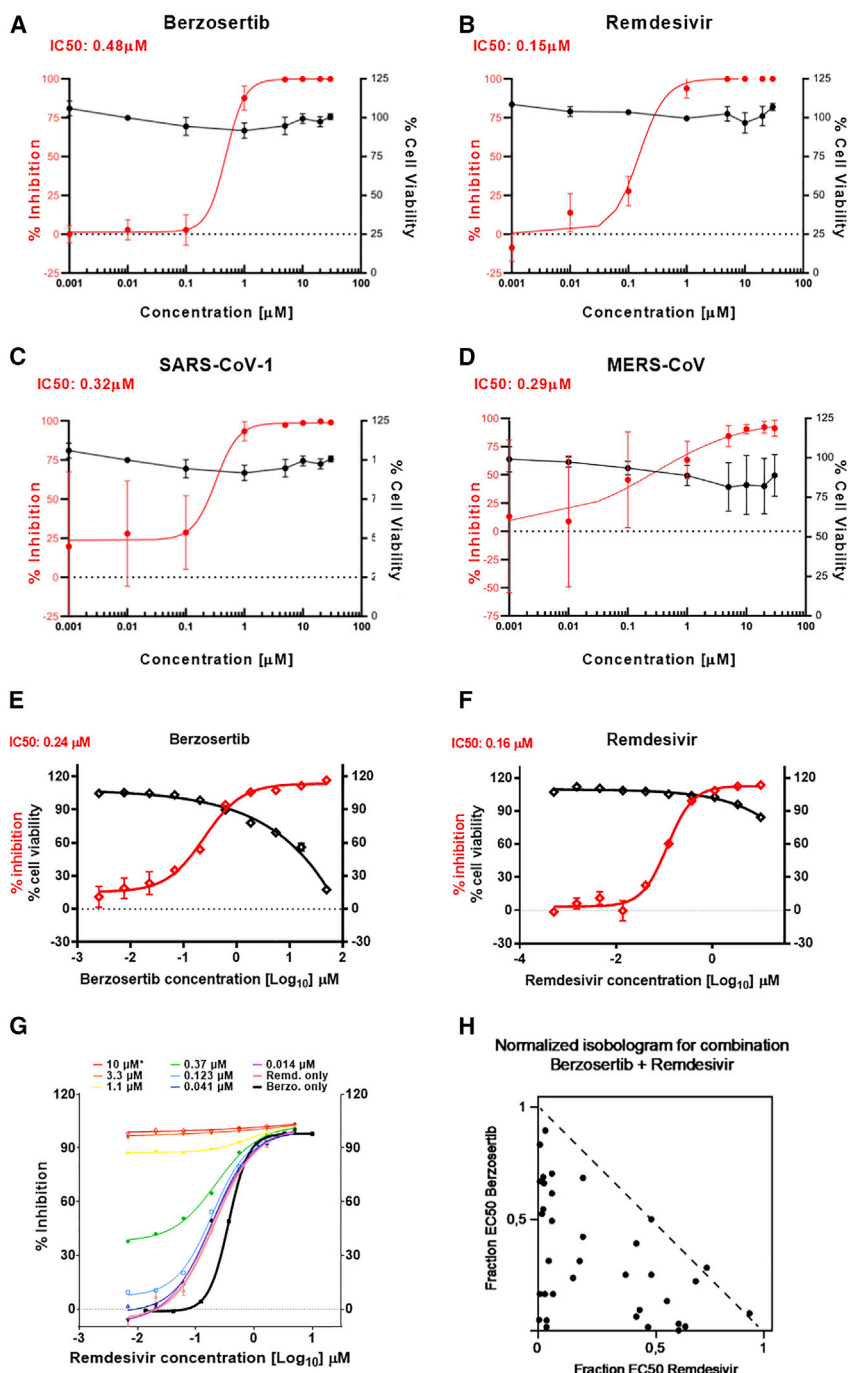 A
Berzosertib
IC50: 0.48μM
100
75
50
25
0
-25
% Inhibition
125
100
75
50
25
0
% Cell Viability
0.001 0.01 0.1 1 10 100
Concentration [μM]
B
Remdesivir
IC50: 0.15μM
100
75
50
25
0
-25
% Inhibition
125
100
75
50
25
0
% Cell Viability
0.001 0.01 0.1 1 10 100
Concentration [μM]
C
SARS-CoV-1
IC50: 0.32μM
100
75
50
25
0
-25
% Inhibition
125
1
7
5
2
0
% Cell Viability
0.001 0.01 0.1 1 10 100
Concentration [μM]
D
MERS-CoV
IC50: 0.29μM
100
75
50
25
0
-25
-50
-75
% Inhibition
125
100
75
50
25
0
% Cell Viability
0.001 0.01 0.1 1 10 100
Concentration [μM]
E
IC50: 0.24 μM
Berzosertib
120
90
60
30
0
-30
% inhibition
% cell viability
120
90
60
30
0
-30
-3 -2 -1 0 1 2
Berzosertib concentration [Log10] μM
F
IC50: 0.16 μM
Remdesivir
120
90
60
30
0
-30
% inhibition
% cell viability
120
90
60
30
0
-30
-4 -2 0
Remdesivir concentration [Log10] μM
G
10 μM* 0.37 μM 0.014 μM
3.3 μM 0.123 μM Remd. only
1.1 μM 0.041 μM Berzo. only
120
90
60
30
0
% Inhibition
120
90
60
30
0
-3 -2 -1 0 1
Remdesivir concentration [Log10] μM
H
Normalized isobologram for combination
Berzosertib + Remdesivir
1
0,5
Fraction EC50 Berzosertib
0 0,5 1
Fraction EC50 Remdesivir